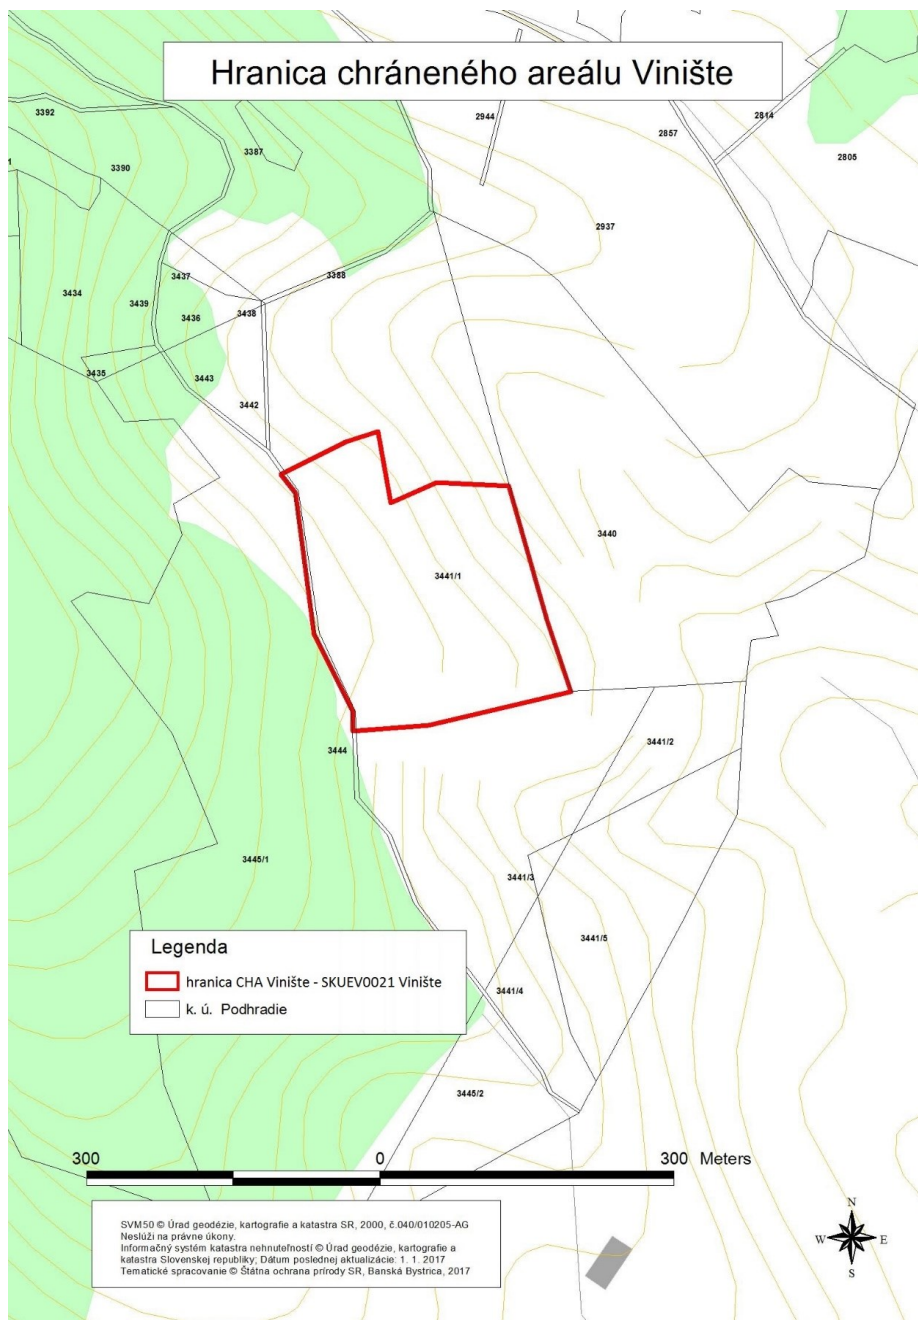 Hranica chráneného areálu Vinište
3392
2944
2814
2857
3387
2805
1
3390
2937
3437
3388
3434
3439
3438
3436
3435
3443
3442
3440
3441/1
3441/2
3444
3445/1
3441/3
3441/5
Legenda
hranica CHA Vinište - SKUEV0021 Vinište
k. ú. Podhradie
3441/4
3445/2
300 0 300 Meters
SVM50 © Úrad geodézie, kartografie a katastra SR, 2000, č.040/010205-AG
Neslúži na právne úkony.
Informačný systém katastra nehnuteľností © Úrad geodézie, kartografie a
katastra Slovenskej republiky; Dátum poslednej aktualizácie: 1. 1. 2017
Tematické spracovanie © Štátna ochrana prírody SR, Banská Bystrica, 2017
N
W E
S